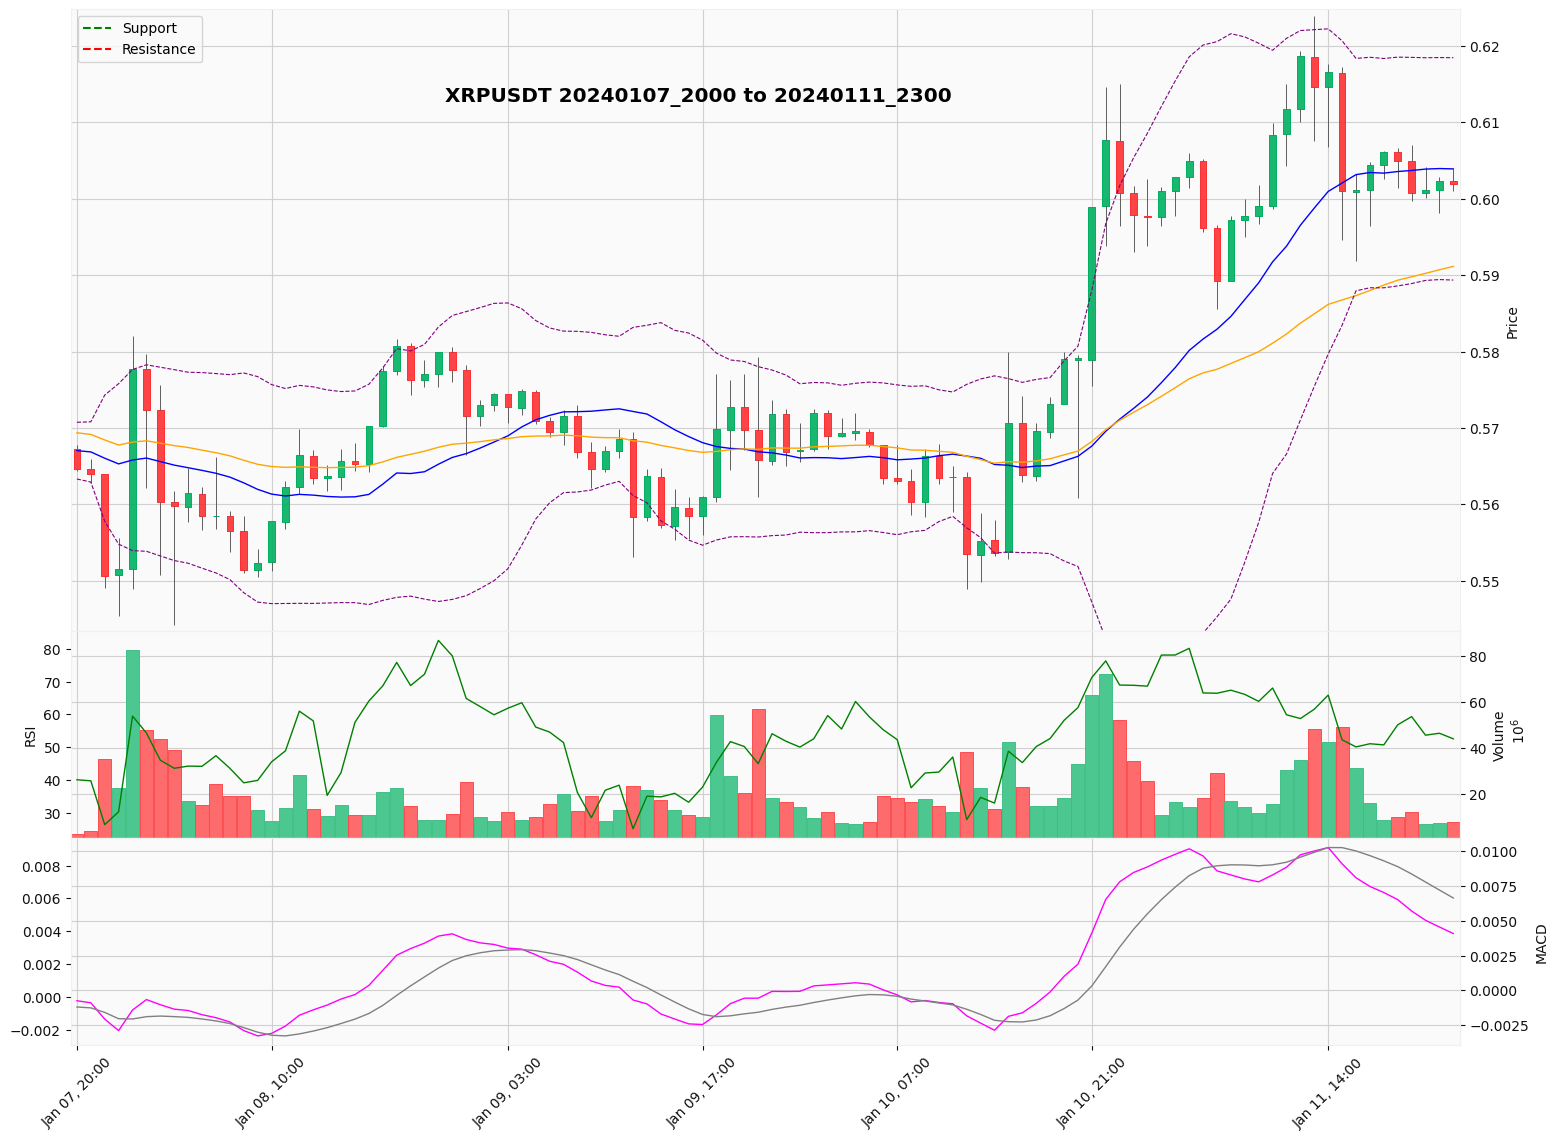 Support
Resistance
XRPUSDT 20240107_2000 to 20240111_2300
0.62
0.61
0.60
0.59
0.58
0.57
0.56
0.55
Price
80
70
60
50
40
30
RSI
80
60
40
20
Volume
10^6
0.008
0.006
0.004
0.002
0.000
−0.002
0.0100
0.0075
0.0050
0.0025
0.0000
−0.0025
MACD
Jan 07, 20:00
Jan 08, 10:00
Jan 09, 03:00
Jan 09, 17:00
Jan 10, 07:00
Jan 10, 21:00
Jan 11, 14:00